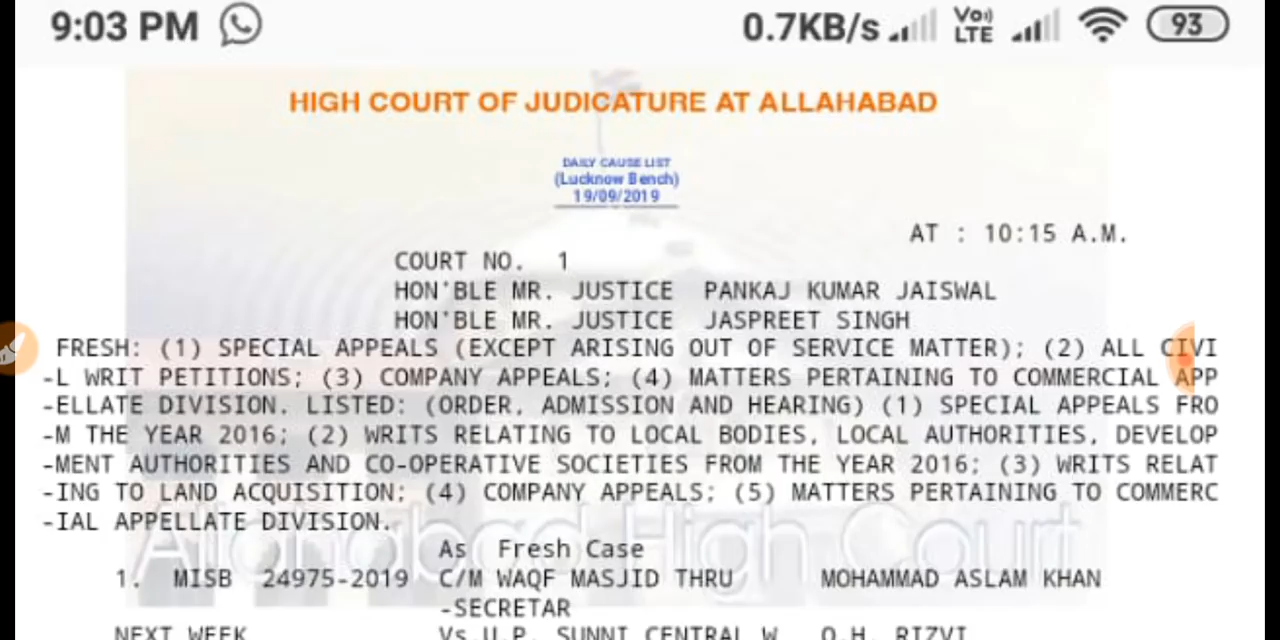 9:03 PM 0.7KB/s Vo) LTE 93
HIGH COURT OF JUDICATURE AT ALLAHABAD
DAILY CAUSE LIST
(Lucknow Bench)
19/09/2019
AT : 10:15 A.M.
COURT NO. 1
HON'BLE MR. JUSTICE PANKAJ KUMAR JAISWAL
HON'BLE MR. JUSTICE JASPREET SINGH
FRESH: (1) SPECIAL APPEALS (EXCEPT ARISING OUT OF SERVICE MATTER); (2) ALL CIVI
-L WRIT PETITIONS; (3) COMPANY APPEALS; (4) MATTERS PERTAINING TO COMMERCIAL APP
-ELLATE DIVISION. LISTED: (ORDER, ADMISSION AND HEARING) (1) SPECIAL APPEALS FRO
-M THE YEAR 2016; (2) WRITS RELATING TO LOCAL BODIES, LOCAL AUTHORITIES, DEVELOP
-MENT AUTHORITIES AND CO-OPERATIVE SOCIETIES FROM THE YEAR 2016; (3) WRITS RELAT
-ING TO LAND ACQUISITION; (4) COMPANY APPEALS; (5) MATTERS PERTAINING TO COMMERC
-IAL APPELLATE DIVISION.
Allahabad High Court
As Fresh Case
1. MISB 24975-2019 C/M WAQF MASJID THRU MOHAMMAD ASLAM KHAN
-SECRETAR
NEXT WEEK Vs.U.P. SUNNI CENTRAL W Q.H. RIZVI